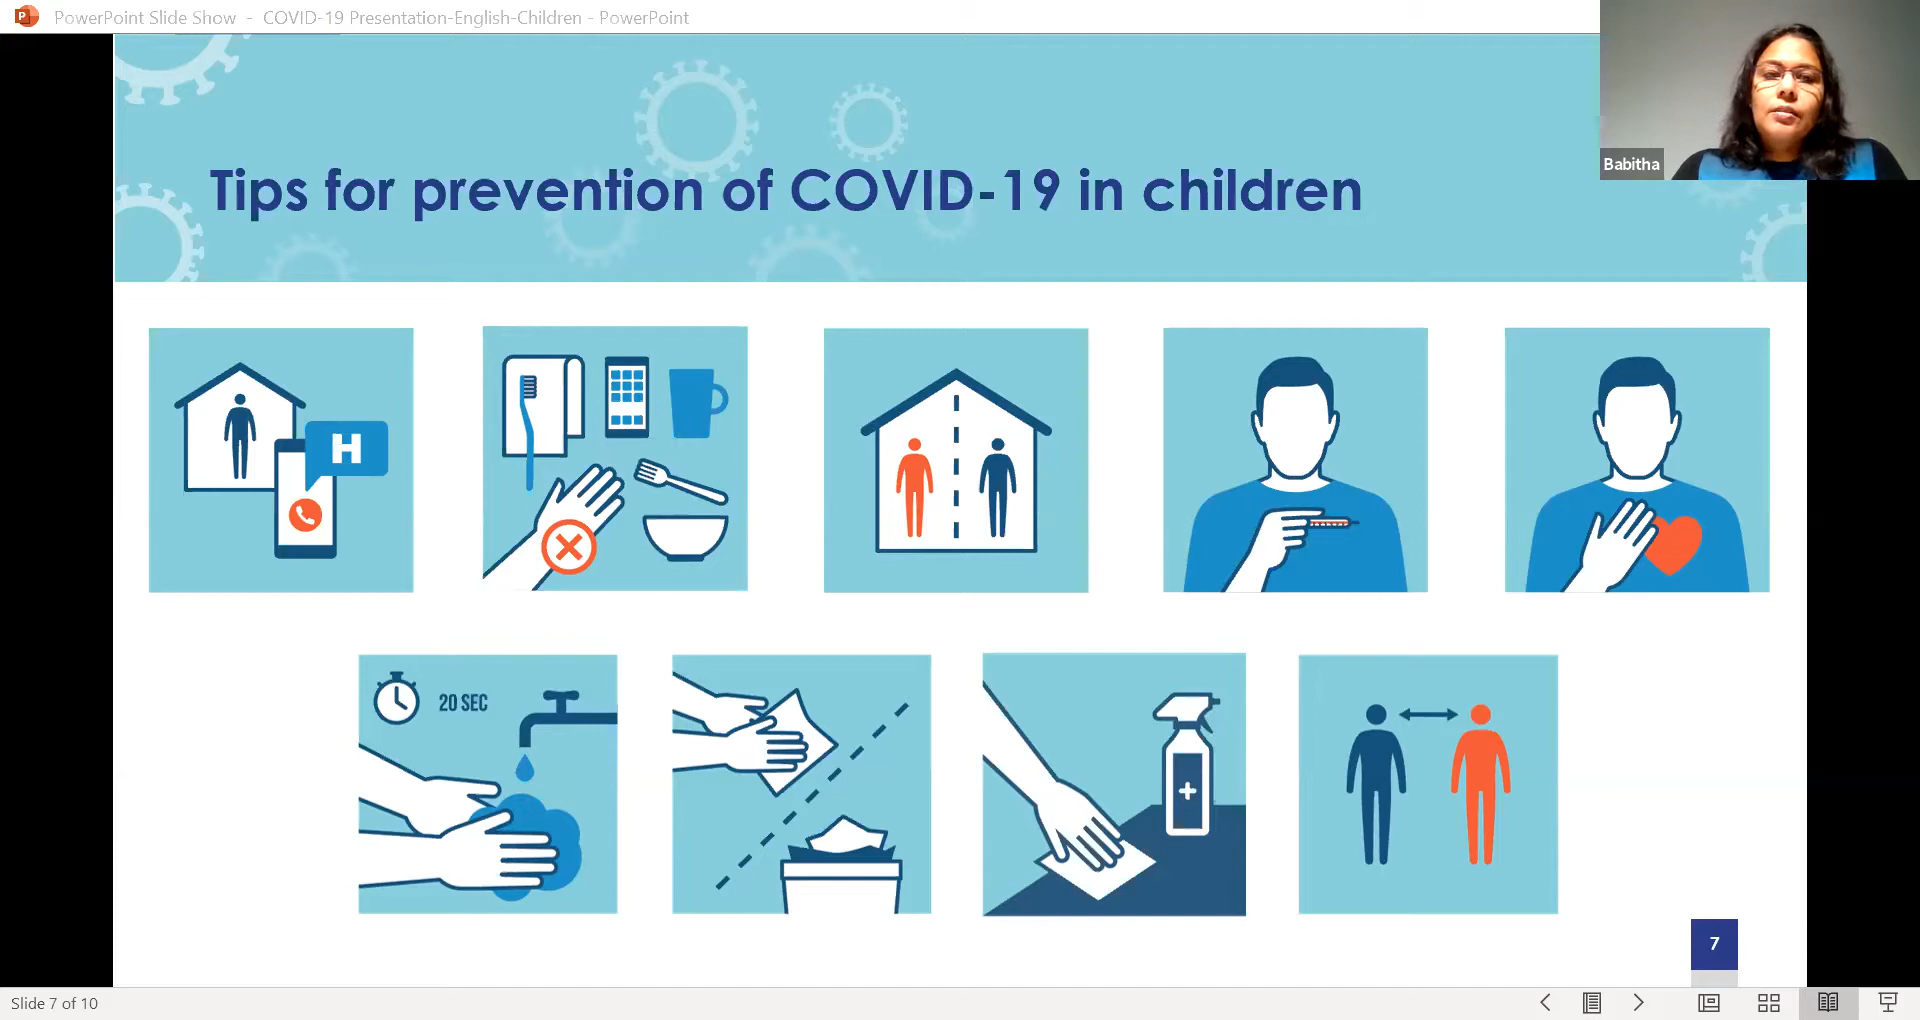 PowerPoint Slide Show - COVID-19 Presentation-English-Children - PowerPoint
Babitha
Tips for prevention of COVID-19 in children
H
20 SEC
7
Slide 7 of 10